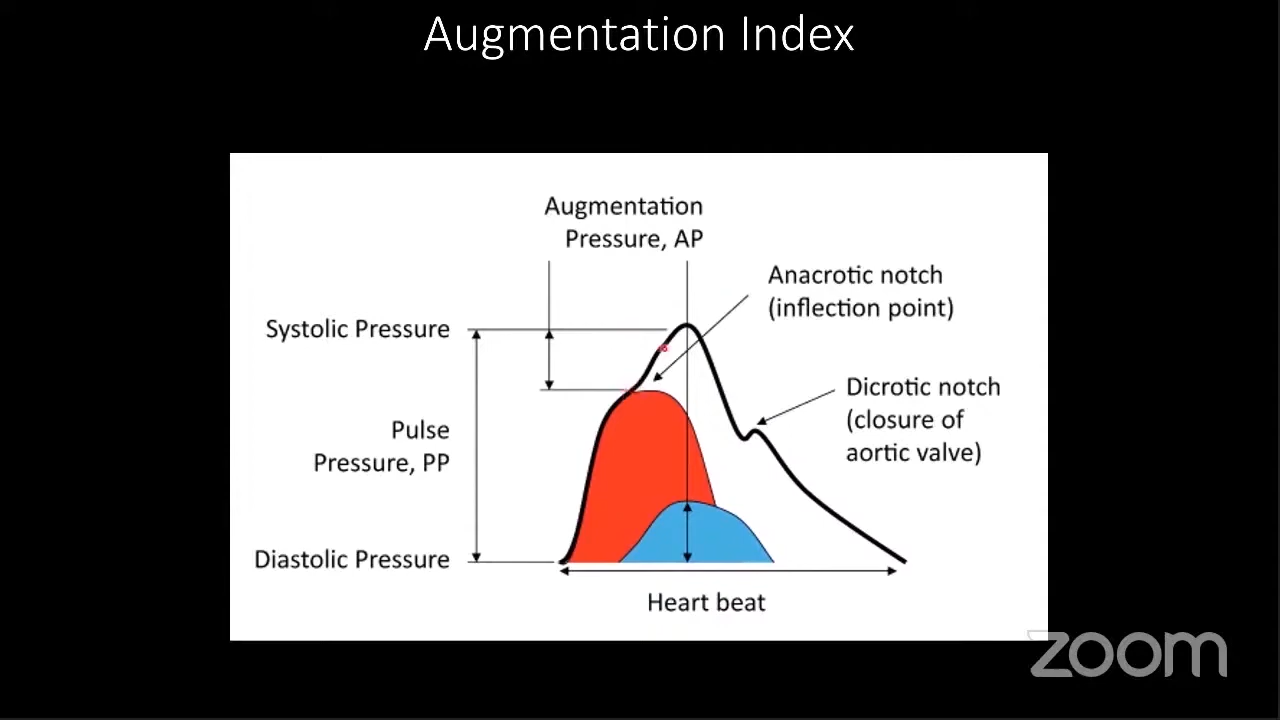 Augmentation Index
Augmentation
Pressure, AP
Anacrotic notch
(inflection point)
Systolic Pressure
Dicrotic notch
(closure of
aortic valve)
Pulse
Pressure, PP
Diastolic Pressure
Heart beat
zoom